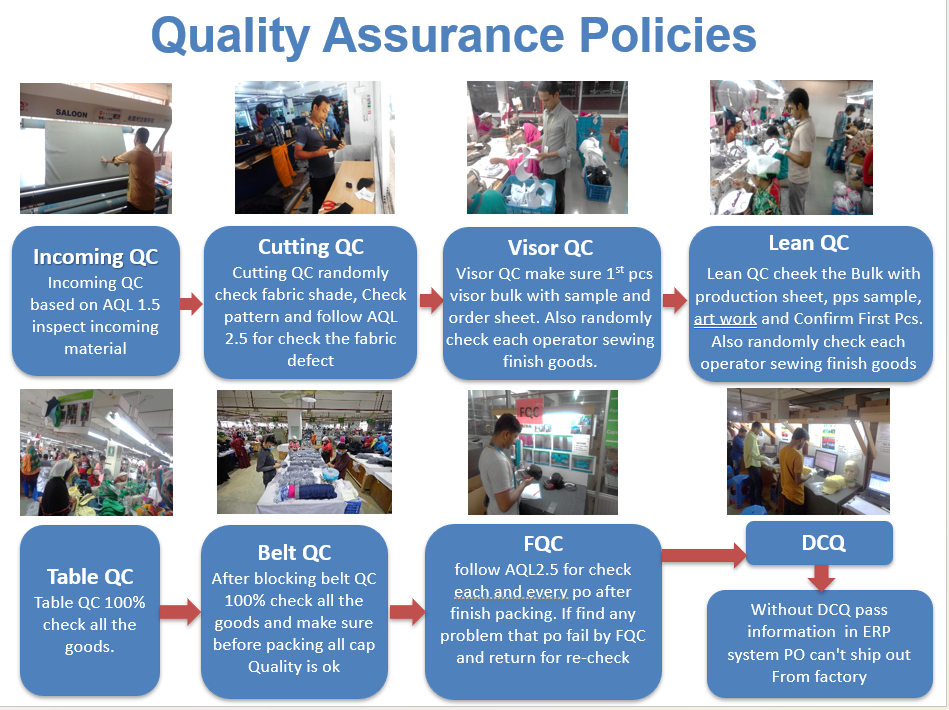 Quality Assurance Policies
SALOON
Incoming QC
Incoming QC
based on AQL 1.5
inspect incoming
material
Cutting QC
Cutting QC randomly
check fabric shade, Check
pattern and follow AQL
2.5 for check the fabric
defect
Visor QC
Visor QC make sure 1st pcs
visor bulk with sample and
order sheet. Also randomly
check each operator sewing
finish goods.
Lean QC
Lean QC cheek the Bulk with
production sheet, pps sample,
art work and Confirm First Pcs.
Also randomly check each
operator sewing finish goods
FQC
Table QC
Table QC 100%
check all the
goods.
Belt QC
After blocking belt QC
100% check all the
goods and make sure
before packing all cap
Quality is ok
FQC
follow AQL2.5 for check
each and every po after
finish packing. If find any
problem that po fail by FQC
and return for re-check
DCQ
Without DCQ pass
information in ERP
system PO can't ship out
From factory